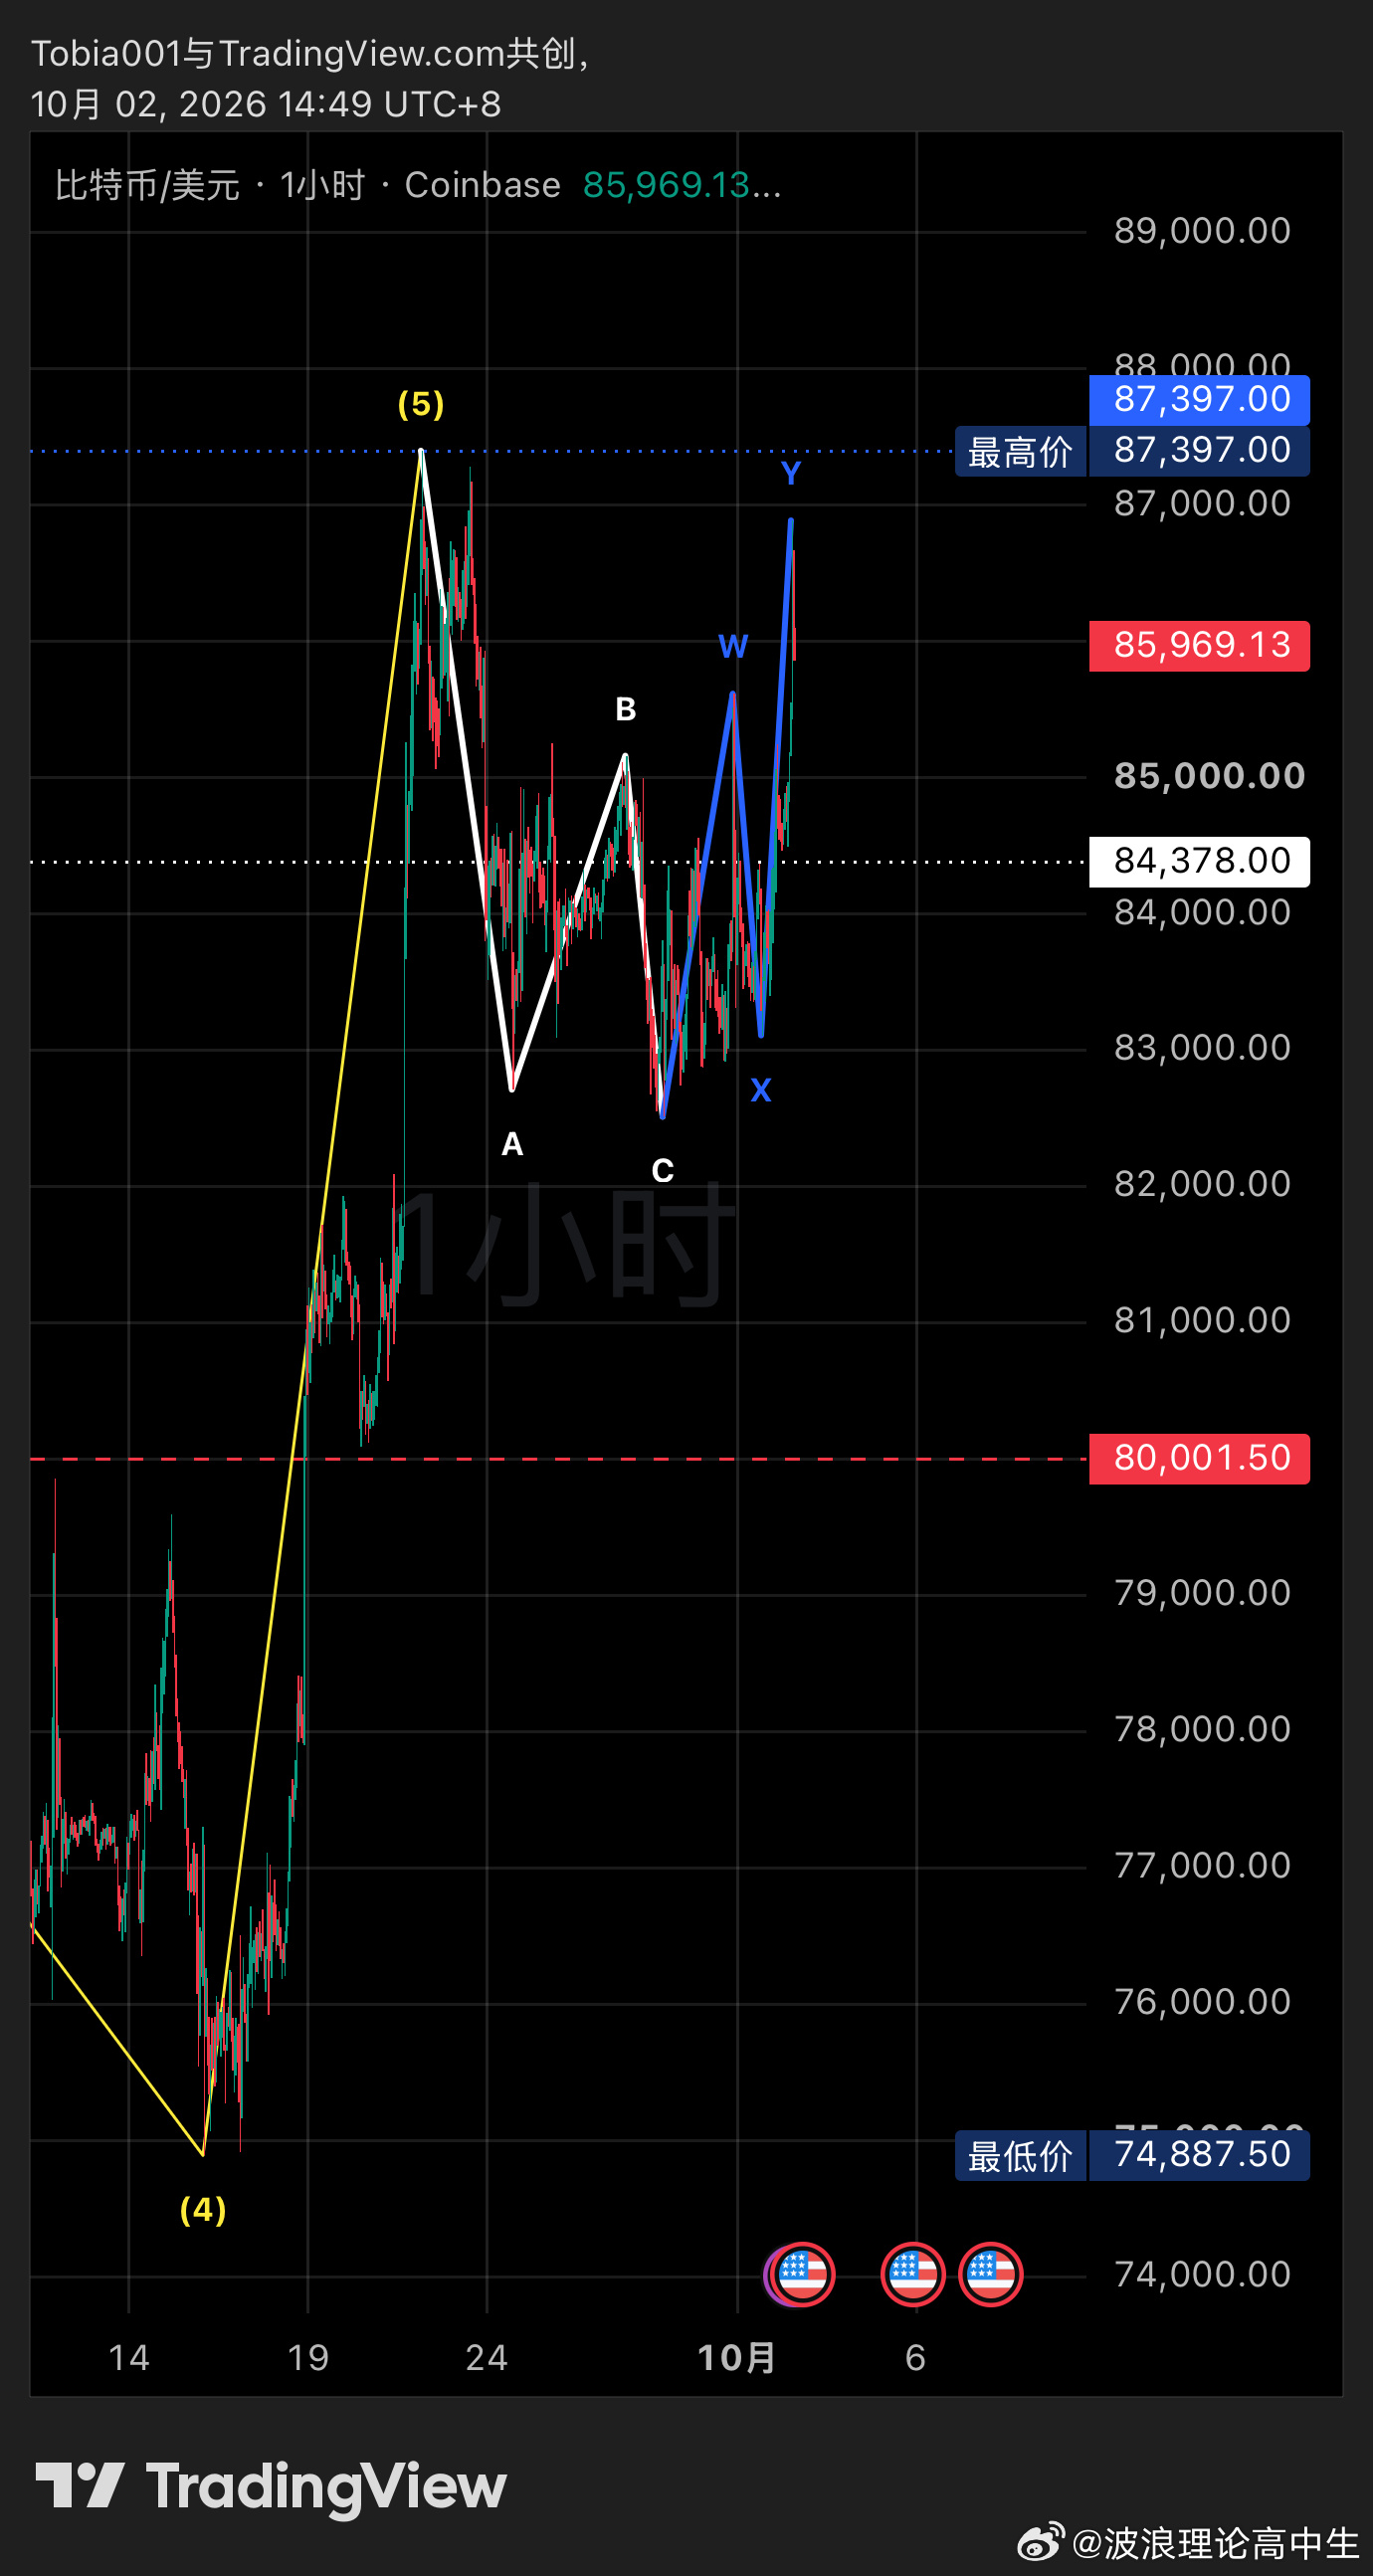 Tobia001与TradingView.com共创，
10月 02, 2026 14:49 UTC+8
比特币/美元 · 1小时 · Coinbase 85,969.13...
89,000.00
88,000.00
87,397.00
(5)
最高价 87,397.00
Y
87,000.00
W
85,969.13
B
85,000.00
84,378.00
84,000.00
83,000.00
X
A
C
82,000.00
1小时
81,000.00
80,001.50
79,000.00
78,000.00
77,000.00
76,000.00
75,000.00
最低价 74,887.50
(4)
74,000.00
14 19 24 10月 6
TradingView
@波浪理论高中生